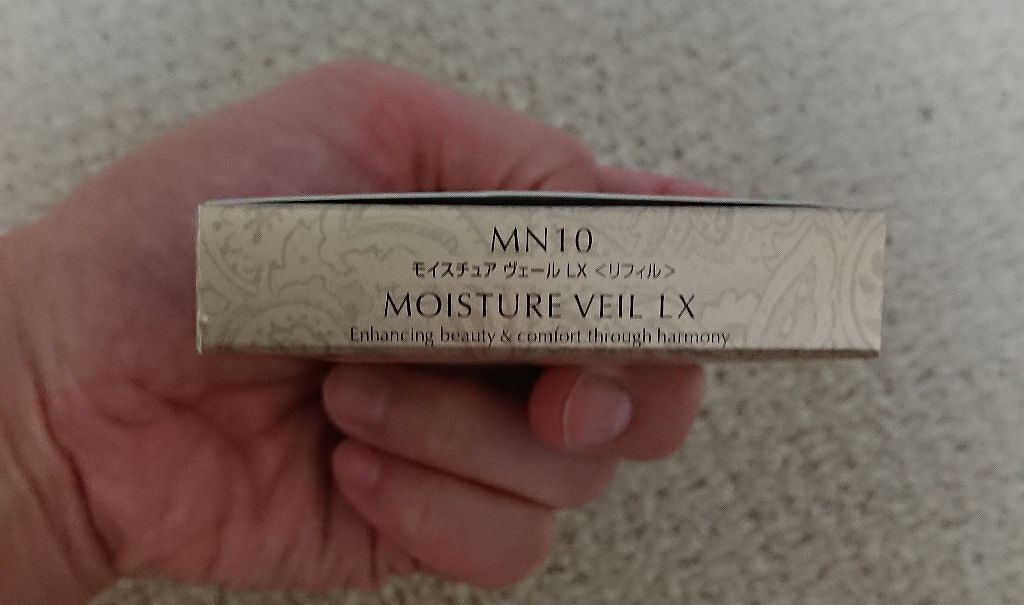 MN10
モイスチュア ヴェール LX <リフィル>
MOISTURE VEIL LX
Enhancing beauty & comfort through harmony